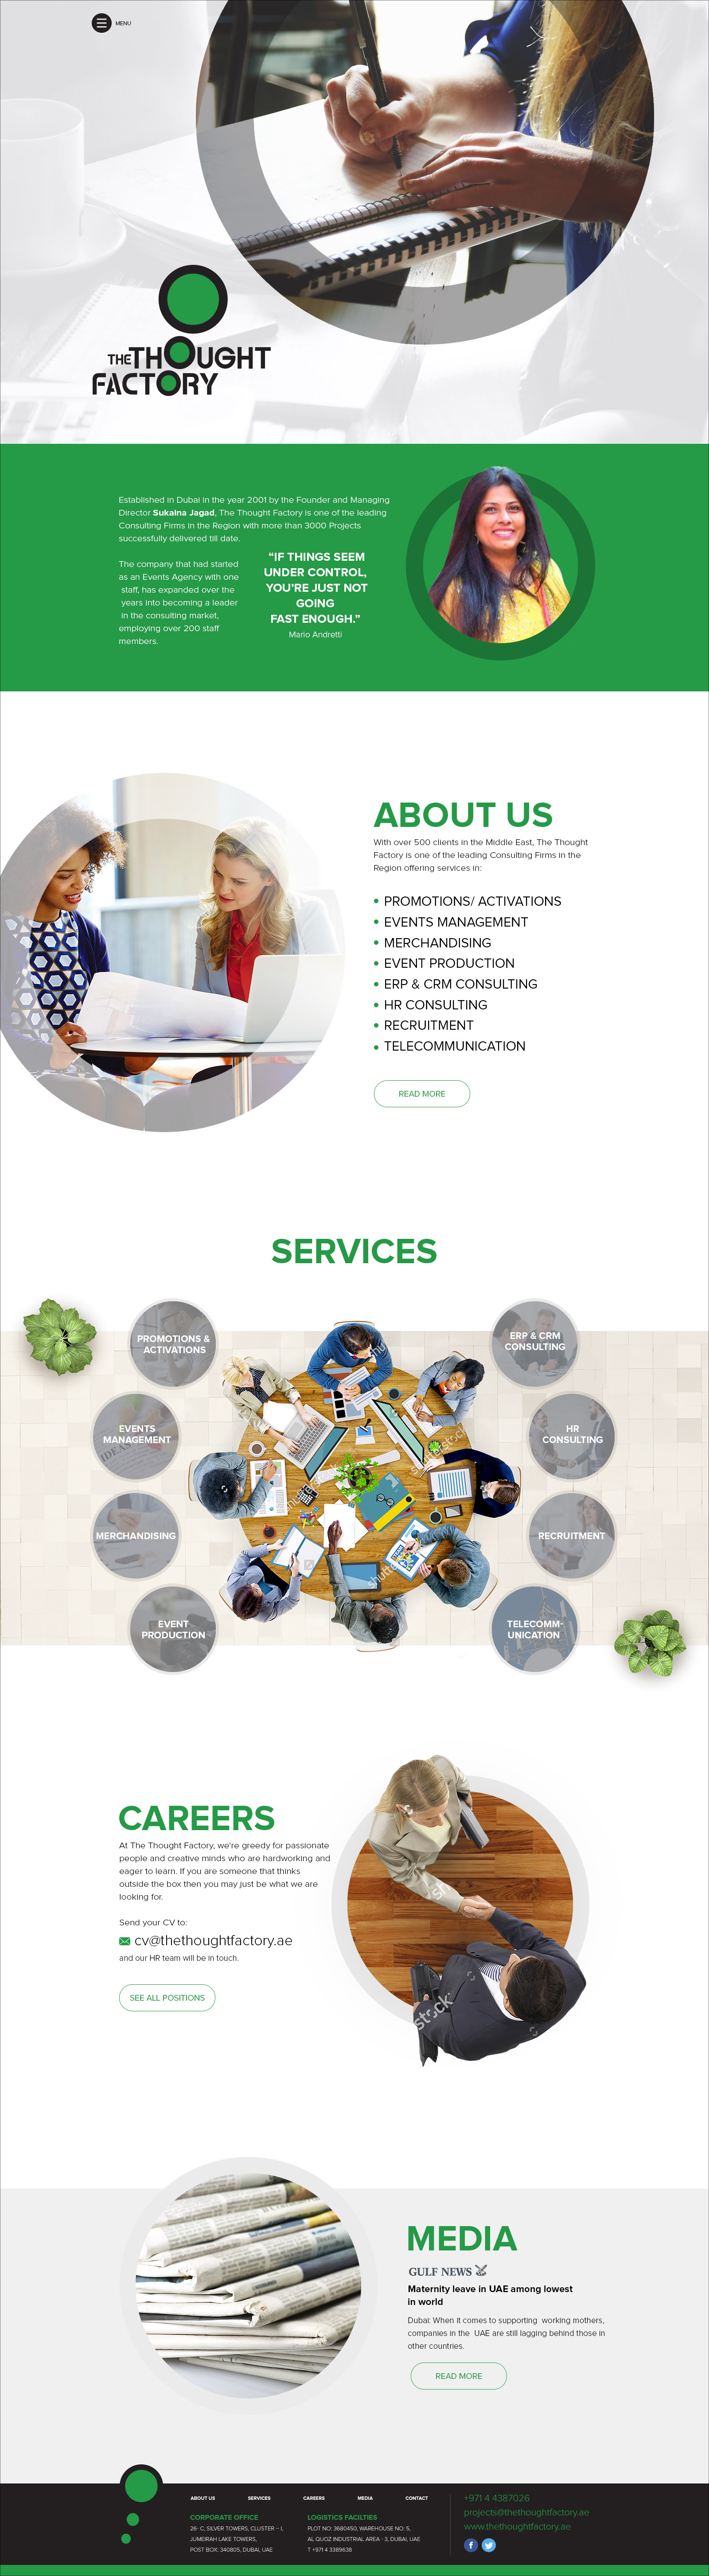 MENU
THE THOUGHT
FACTORY
Established in Dubai in the year 2001 by the Founder and Managing
Director Sukaina Jagad, The Thought Factory is one of the leading
Consulting Firms in the Region with more than 3000 Projects
successfully delivered till date.
The company that had started
as an Events Agency with one
staff, has expanded over the
years into becoming a leader
in the consulting market,
employing over 200 staff
members.
“IF THINGS SEEM
UNDER CONTROL,
YOU’RE JUST NOT
GOING
FAST ENOUGH.”
Mario Andretti
ABOUT US
With over 500 clients in the Middle East, The Thought
Factory is one of the leading Consulting Firms in the
Region offering services in:
PROMOTIONS/ ACTIVATIONS
EVENTS MANAGEMENT
MERCHANDISING
EVENT PRODUCTION
ERP & CRM CONSULTING
HR CONSULTING
RECRUITMENT
TELECOMMUNICATION
READ MORE
SERVICES
PROMOTIONS &
ACTIVATIONS
EVENTS
MANAGEMENT
MERCHANDISING
EVENT
PRODUCTION
ERP & CRM
CONSULTING
HR
CONSULTING
RECRUITMENT
TELECOMM-
UNICATION
CAREERS
At The Thought Factory, we're greedy for passionate
people and creative minds who are hardworking and
eager to learn. If you are someone that thinks
outside the box then you may just be what we are
looking for.
Send your CV to:
cv@thethoughtfactory.ae
and our HR team will be in touch.
SEE ALL POSITIONS
MEDIA
GULF NEWS
Maternity leave in UAE among lowest
in world
Dubai: When it comes to supporting working mothers,
companies in the UAE are still lagging behind those in
other countries.
READ MORE
ABOUT US SERVICES CAREERS MEDIA CONTACT
CORPORATE OFFICE
26- C, SILVER TOWERS, CLUSTER – I,
JUMEIRAH LAKE TOWERS,
POST BOX: 340805, DUBAI, UAE
LOGISTICS FACILTIES
PLOT NO: 3680450, WAREHOUSE NO: 5,
AL QUOZ INDUSTRIAL AREA - 3, DUBAI, UAE
T +971 4 3389638
+971 4 4387026
projects@thethoughtfactory.ae
www.thethoughtfactory.ae